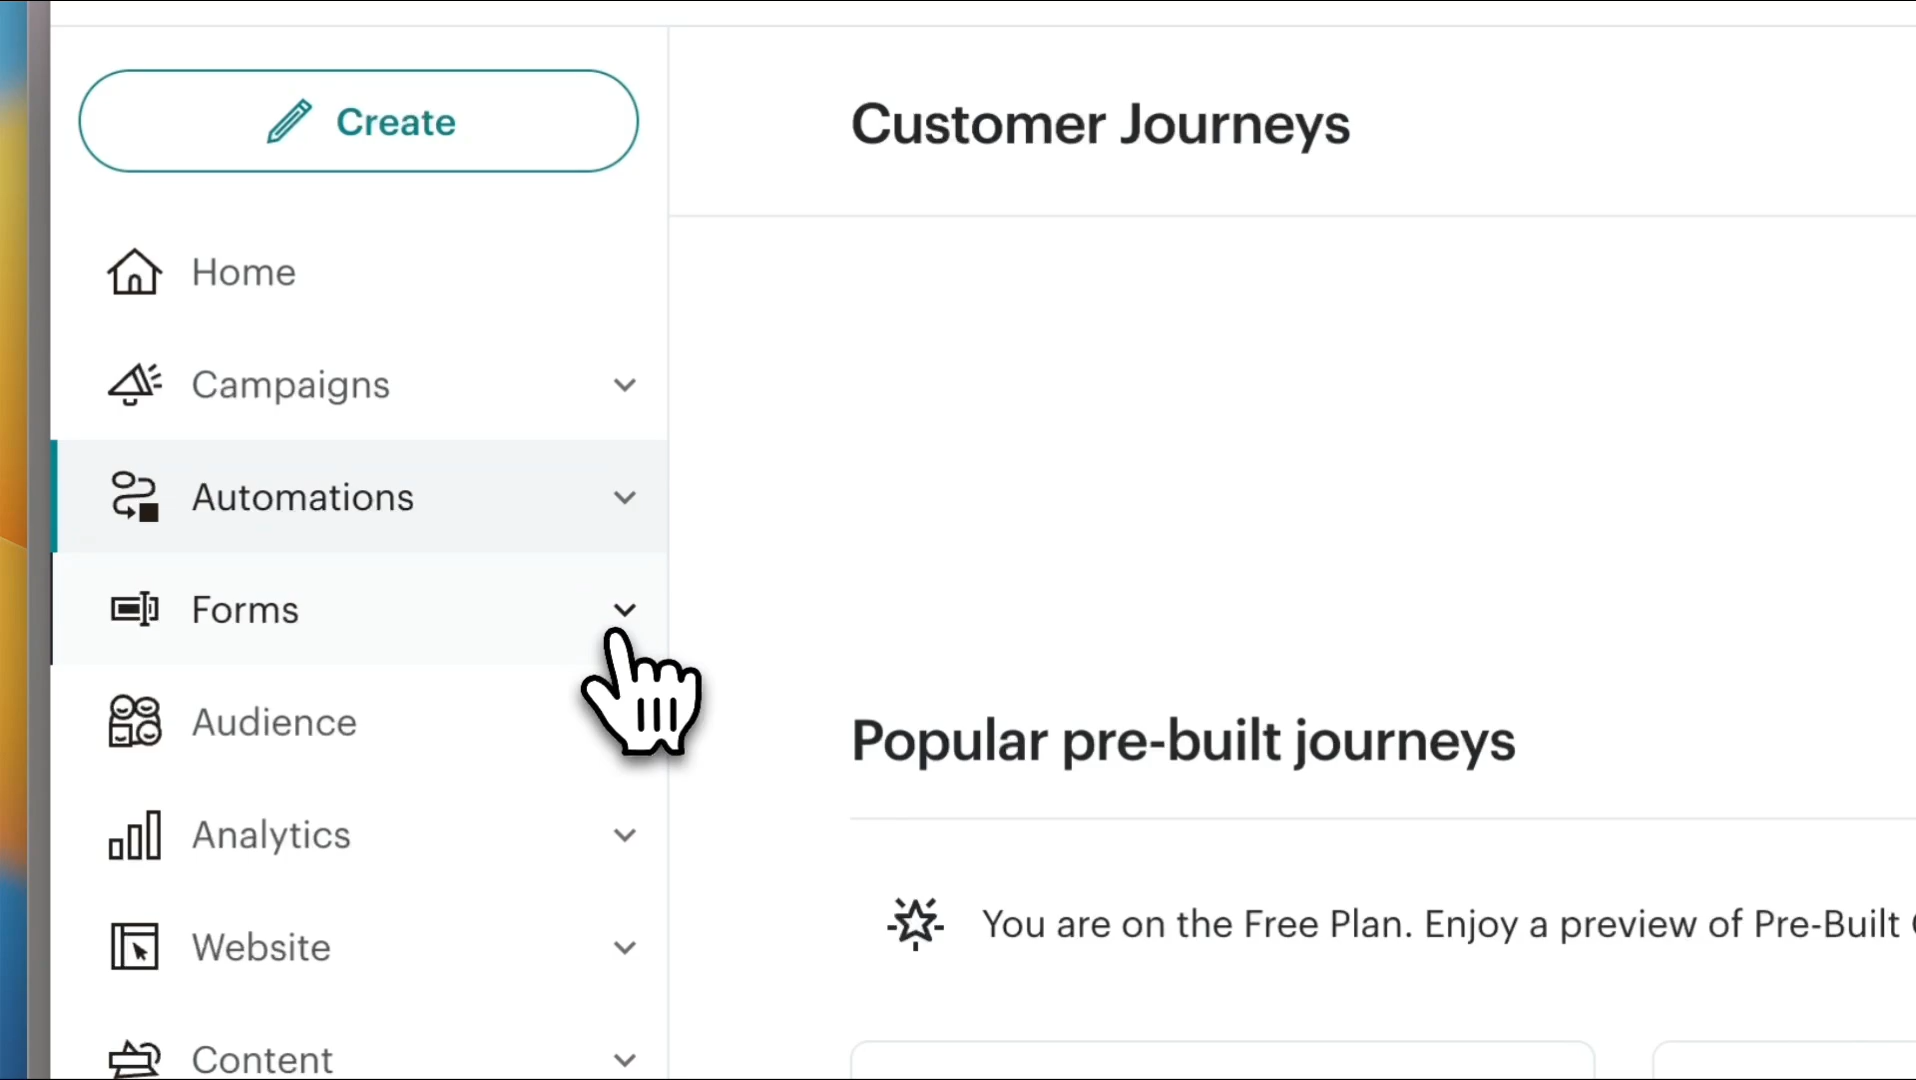 Create
Customer Journeys
Home
Campaigns
Automations
Forms
Audience
Popular pre-built journeys
Analytics
You are on the Free Plan. Enjoy a preview of Pre-Built
Website
Content